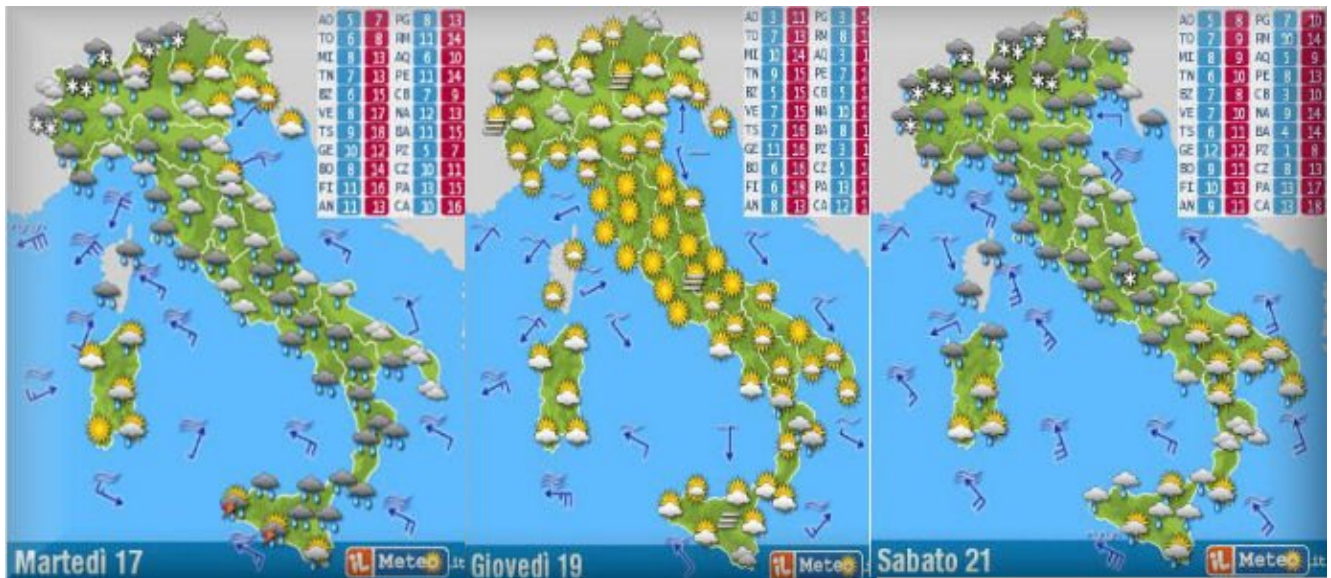 AO 5 7 PG 8 13
TO 6 8 RM 11 14
MI 8 13 AQ 6 10
TN 7 13 PE 11 14
BZ 6 15 CB 7 9
VE 8 17 NA 12 13
TS 9 18 BA 11 15
GE 10 12 PZ 5 7
BO 8 14 CZ 10 11
FI 11 16 PA 13 15
AN 11 13 CA 10 16
Martedì 17
iL Meteo.it
AO 3 11 PG 3
TO 7 13 RM 8
MI 10 14 AQ 3
TN 9 15 PE 7
BZ 5 15 CB 5
VE 7 15 NA 10
TS 7 16 BA 8
GE 11 16 PZ 3
BO 6 16 CZ 5
FI 6 18 PA 13
AN 8 13 CA 12
Giovedì 19
iL Meteo.it
AO 5 8 PG 7 10
TO 7 9 RM 10 14
MI 8 9 AQ 5 9
TN 6 10 PE 8 13
BZ 7 8 CB 3 10
VE 7 10 NA 9 14
TS 6 11 BA 4 14
GE 12 12 PZ 1 8
BO 9 11 CZ 8 13
FI 10 13 PA 13 17
AN 9 11 CA 13 18
Sabato 21
iL Meteo.it